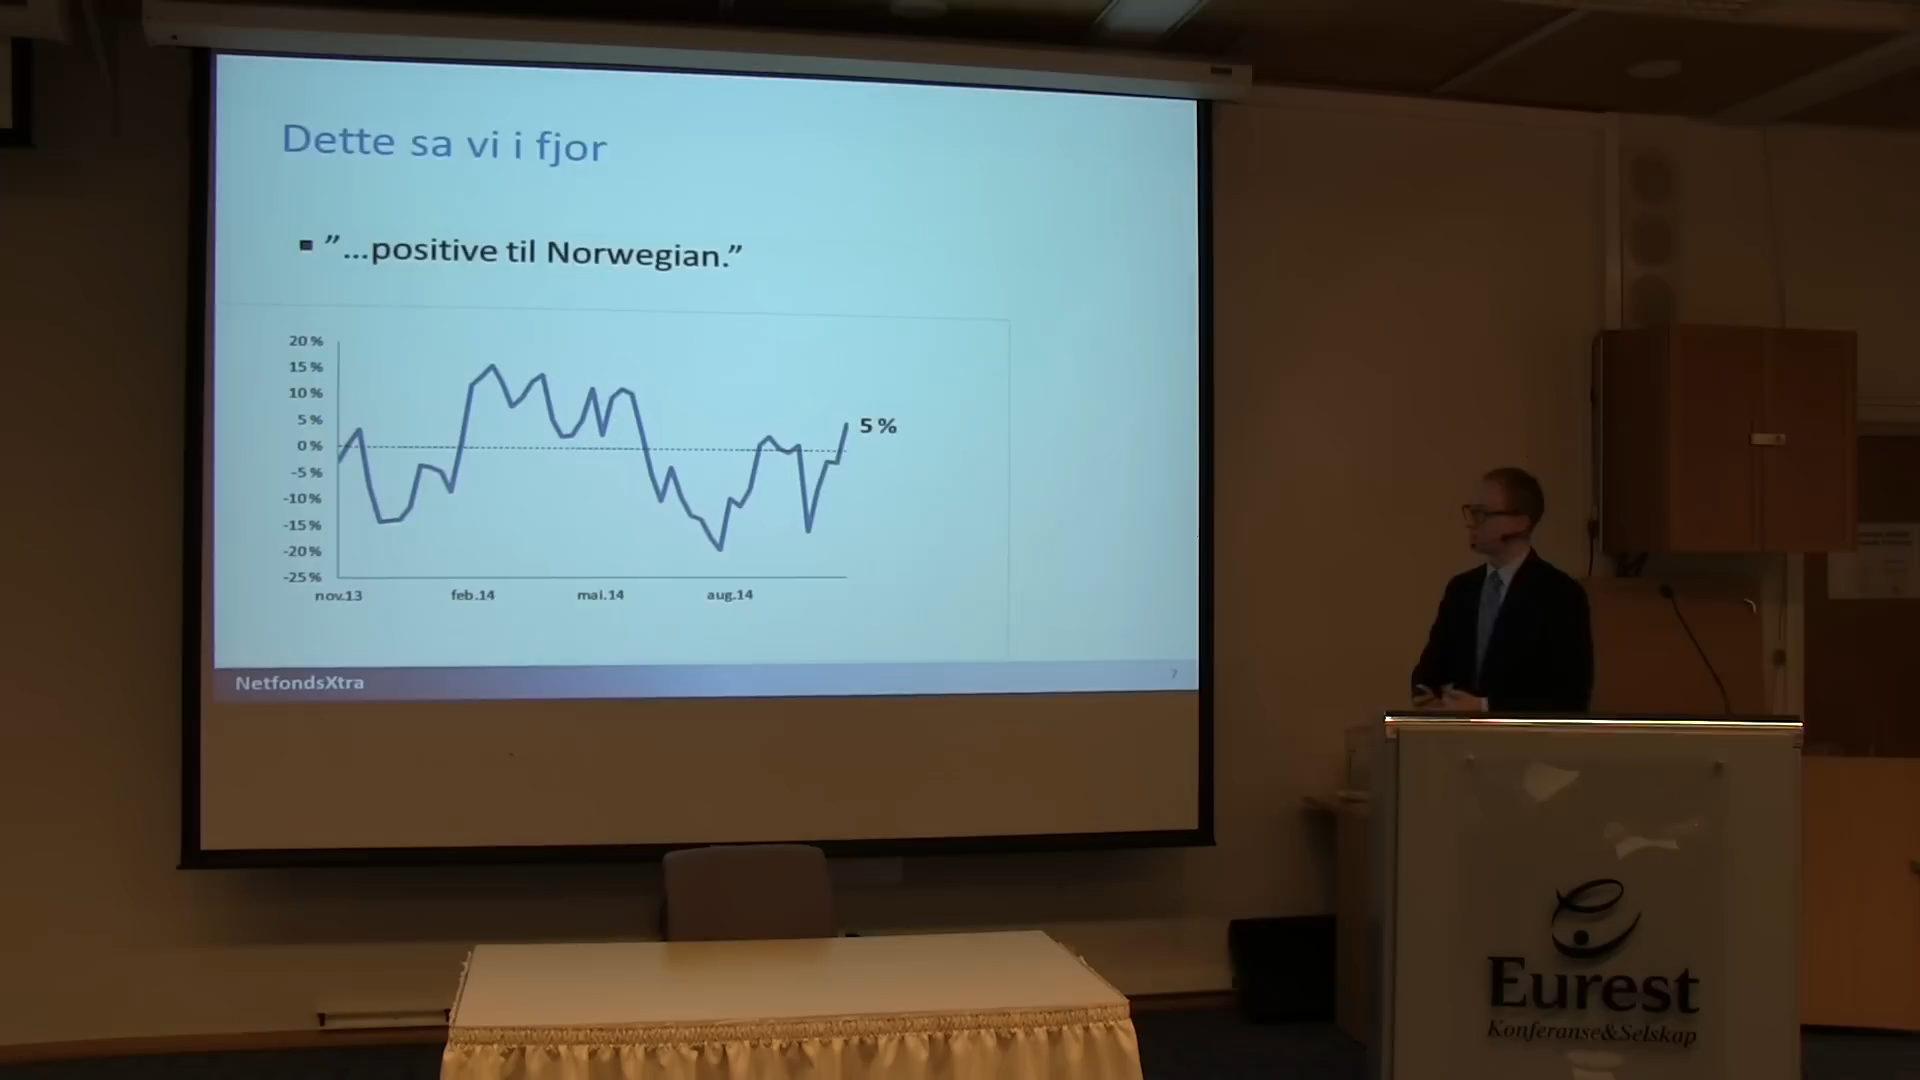 Dette sa vi i fjor
▪ ”…positive til Norwegian.”
20 %
15 %
10 %
5 %
0 %
-5 %
-10 %
-15 %
-20 %
-25 %
5 %
nov.13 feb.14 mai.14 aug.14
NetfondsXtra
7
Eurest
Konferanse&Selskap